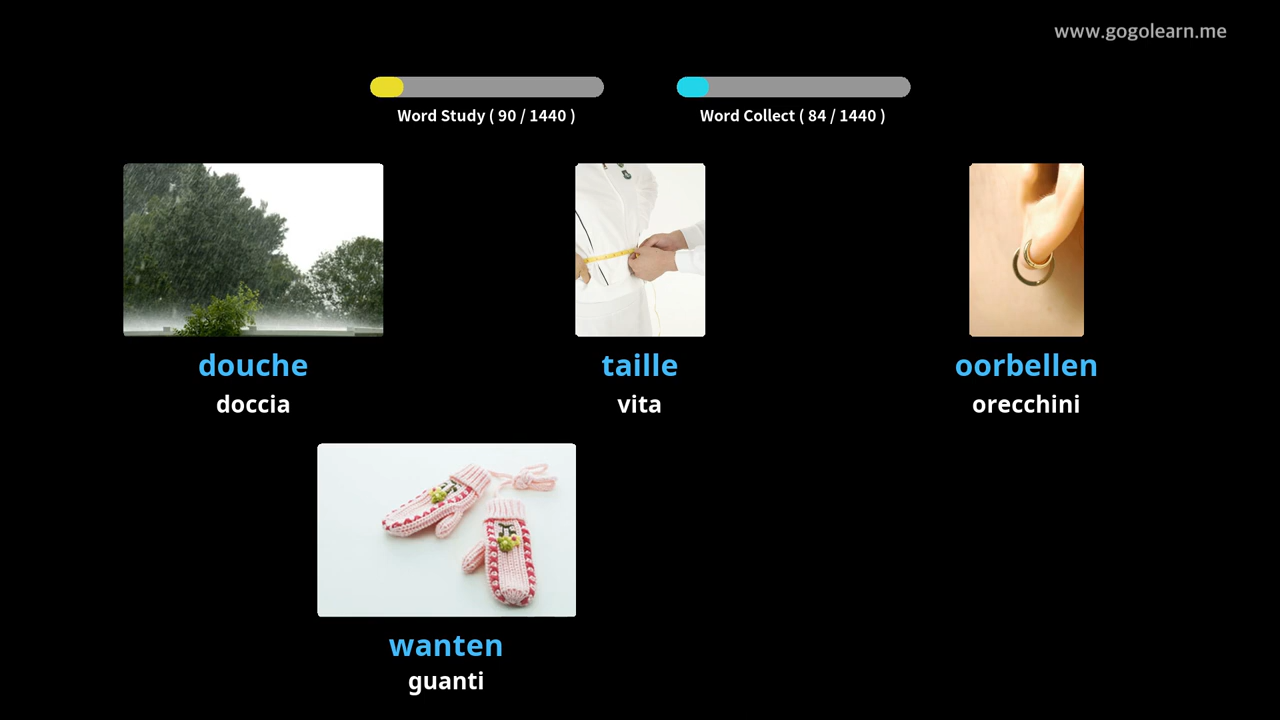 www.gogolearn.me
Word Study ( 90 / 1440 )
Word Collect ( 84 / 1440 )
douche
doccia
taille
vita
oorbellen
orecchini
wanten
guanti